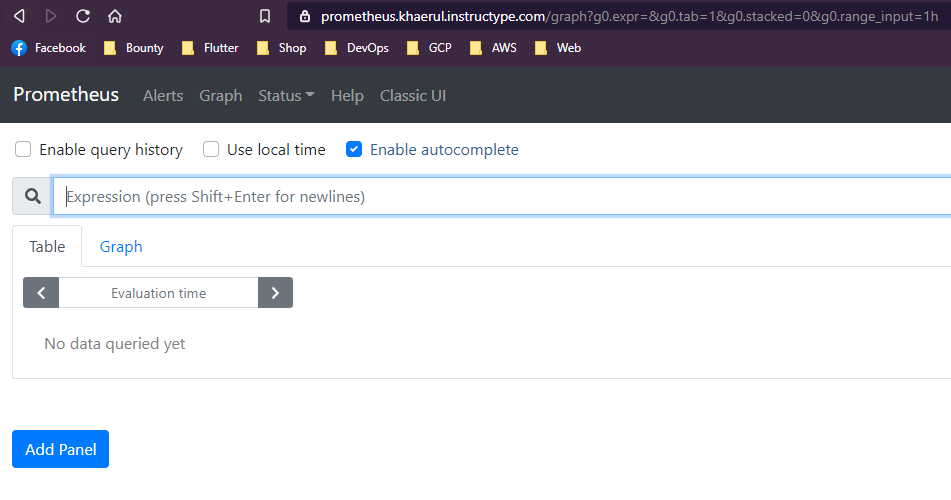 prometheus.khaerul.instructype.com/graph?g0.expr=&g0.tab=1&g0.stacked=0&g0.range_input=1h
Facebook Bounty Flutter Shop DevOps GCP AWS Web
Prometheus Alerts Graph Status Help Classic UI
Enable query history Use local time Enable autocomplete
Expression (press Shift+Enter for newlines)
Table Graph
Evaluation time
No data queried yet
Add Panel